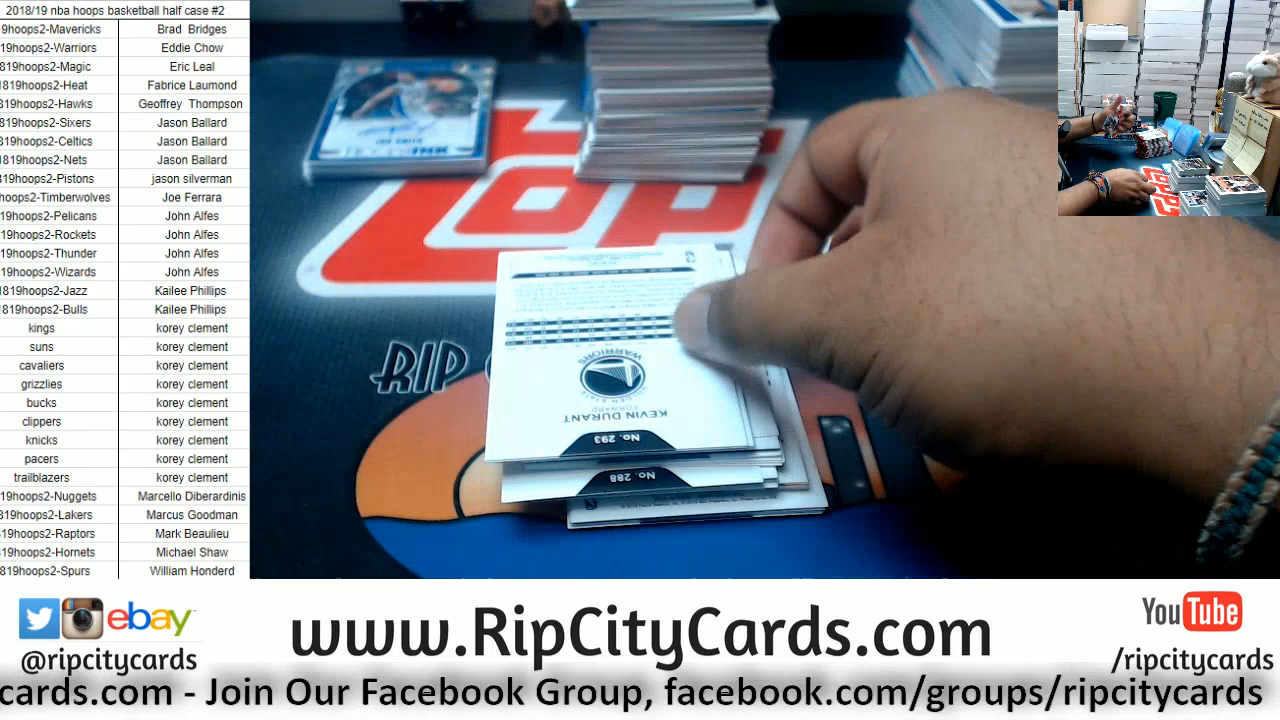 2018/19 nba hoops basketball half case #2
9hoops2-Mavericks Brad Bridges
19hoops2-Warriors Eddie Chow
819hoops2-Magic Eric Leal
1819hoops2-Heat Fabrice Laumond
819hoops2-Hawks Geoffrey Thompson
819hoops2-Sixers Jason Ballard
819hoops2-Celtics Jason Ballard
1819hoops2-Nets Jason Ballard
819hoops2-Pistons jason silverman
hoops2-Timberwolves Joe Ferrara
19hoops2-Pelicans John Alfes
19hoops2-Rockets John Alfes
19hoops2-Thunder John Alfes
19hoops2-Wizards John Alfes
1819hoops2-Jazz Kailee Phillips
1819hoops2-Bulls Kailee Phillips
kings korey clement
suns korey clement
cavaliers korey clement
grizzlies korey clement
bucks korey clement
clippers korey clement
knicks korey clement
pacers korey clement
trailblazers korey clement
19hoops2-Nuggets Marcello Diberardinis
819hoops2-Lakers Marcus Goodman
19hoops2-Raptors Mark Beaulieu
19hoops2-Hornets Michael Shaw
819hoops2-Spurs William Honderd
RIP
WARRIORS
KEVIN DURANT
FORWARD
No. 293
No. 288
ebay
@ripcitycards
www.RipCityCards.com
YouTube
/ripcitycards
cards.com - Join Our Facebook Group, facebook.com/groups/ripcitycards